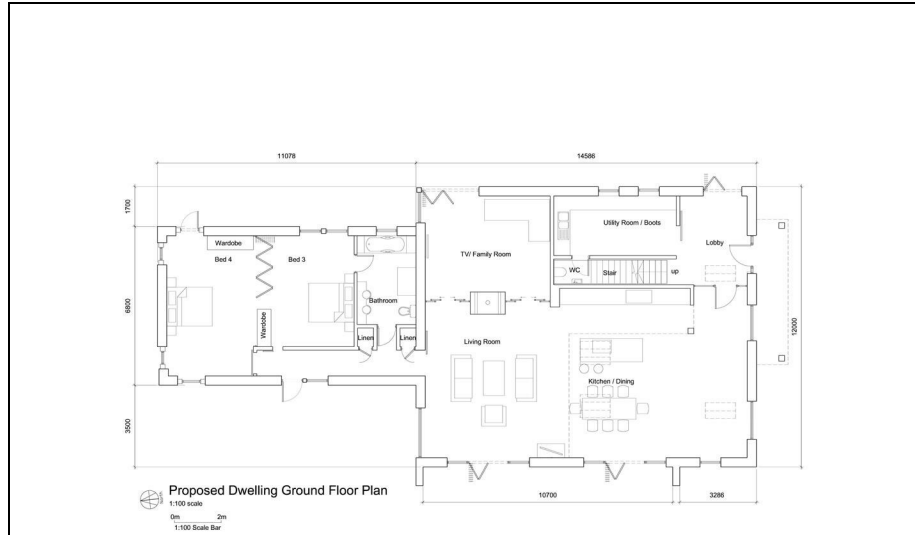 11078
14586
1700
Wardobe
Utility Room / Boots
Bed 4
Bed 3
Lobby
TV/ Family Room
WC
Stair
up
6800
Bathroom
12000
Wardobe
Linen
Linen
Living Room
Kitchen / Dining
3500
Proposed Dwelling Ground Floor Plan
1:100 scale
10700
3286
0m
2m
1:100 Scale Bar